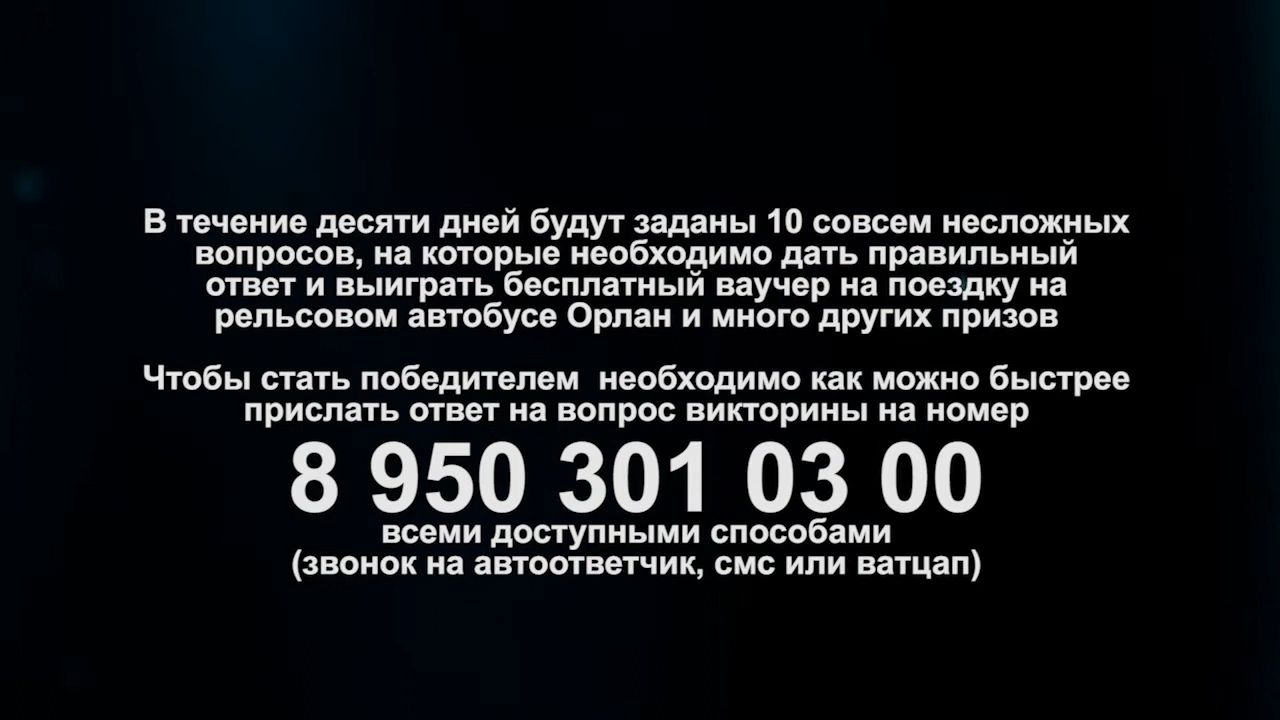 В течение десяти дней будут заданы 10 совсем несложных
вопросов, на которые необходимо дать правильный
ответ и выиграть бесплатный ваучер на поездку на
рельсовом автобусе Орлан и много других призов
Чтобы стать победителем  необходимо как можно быстрее
прислать ответ на вопрос викторины на номер
8 950 301 03 00
всеми доступными способами
(звонок на автоответчик, смс или ватцап)